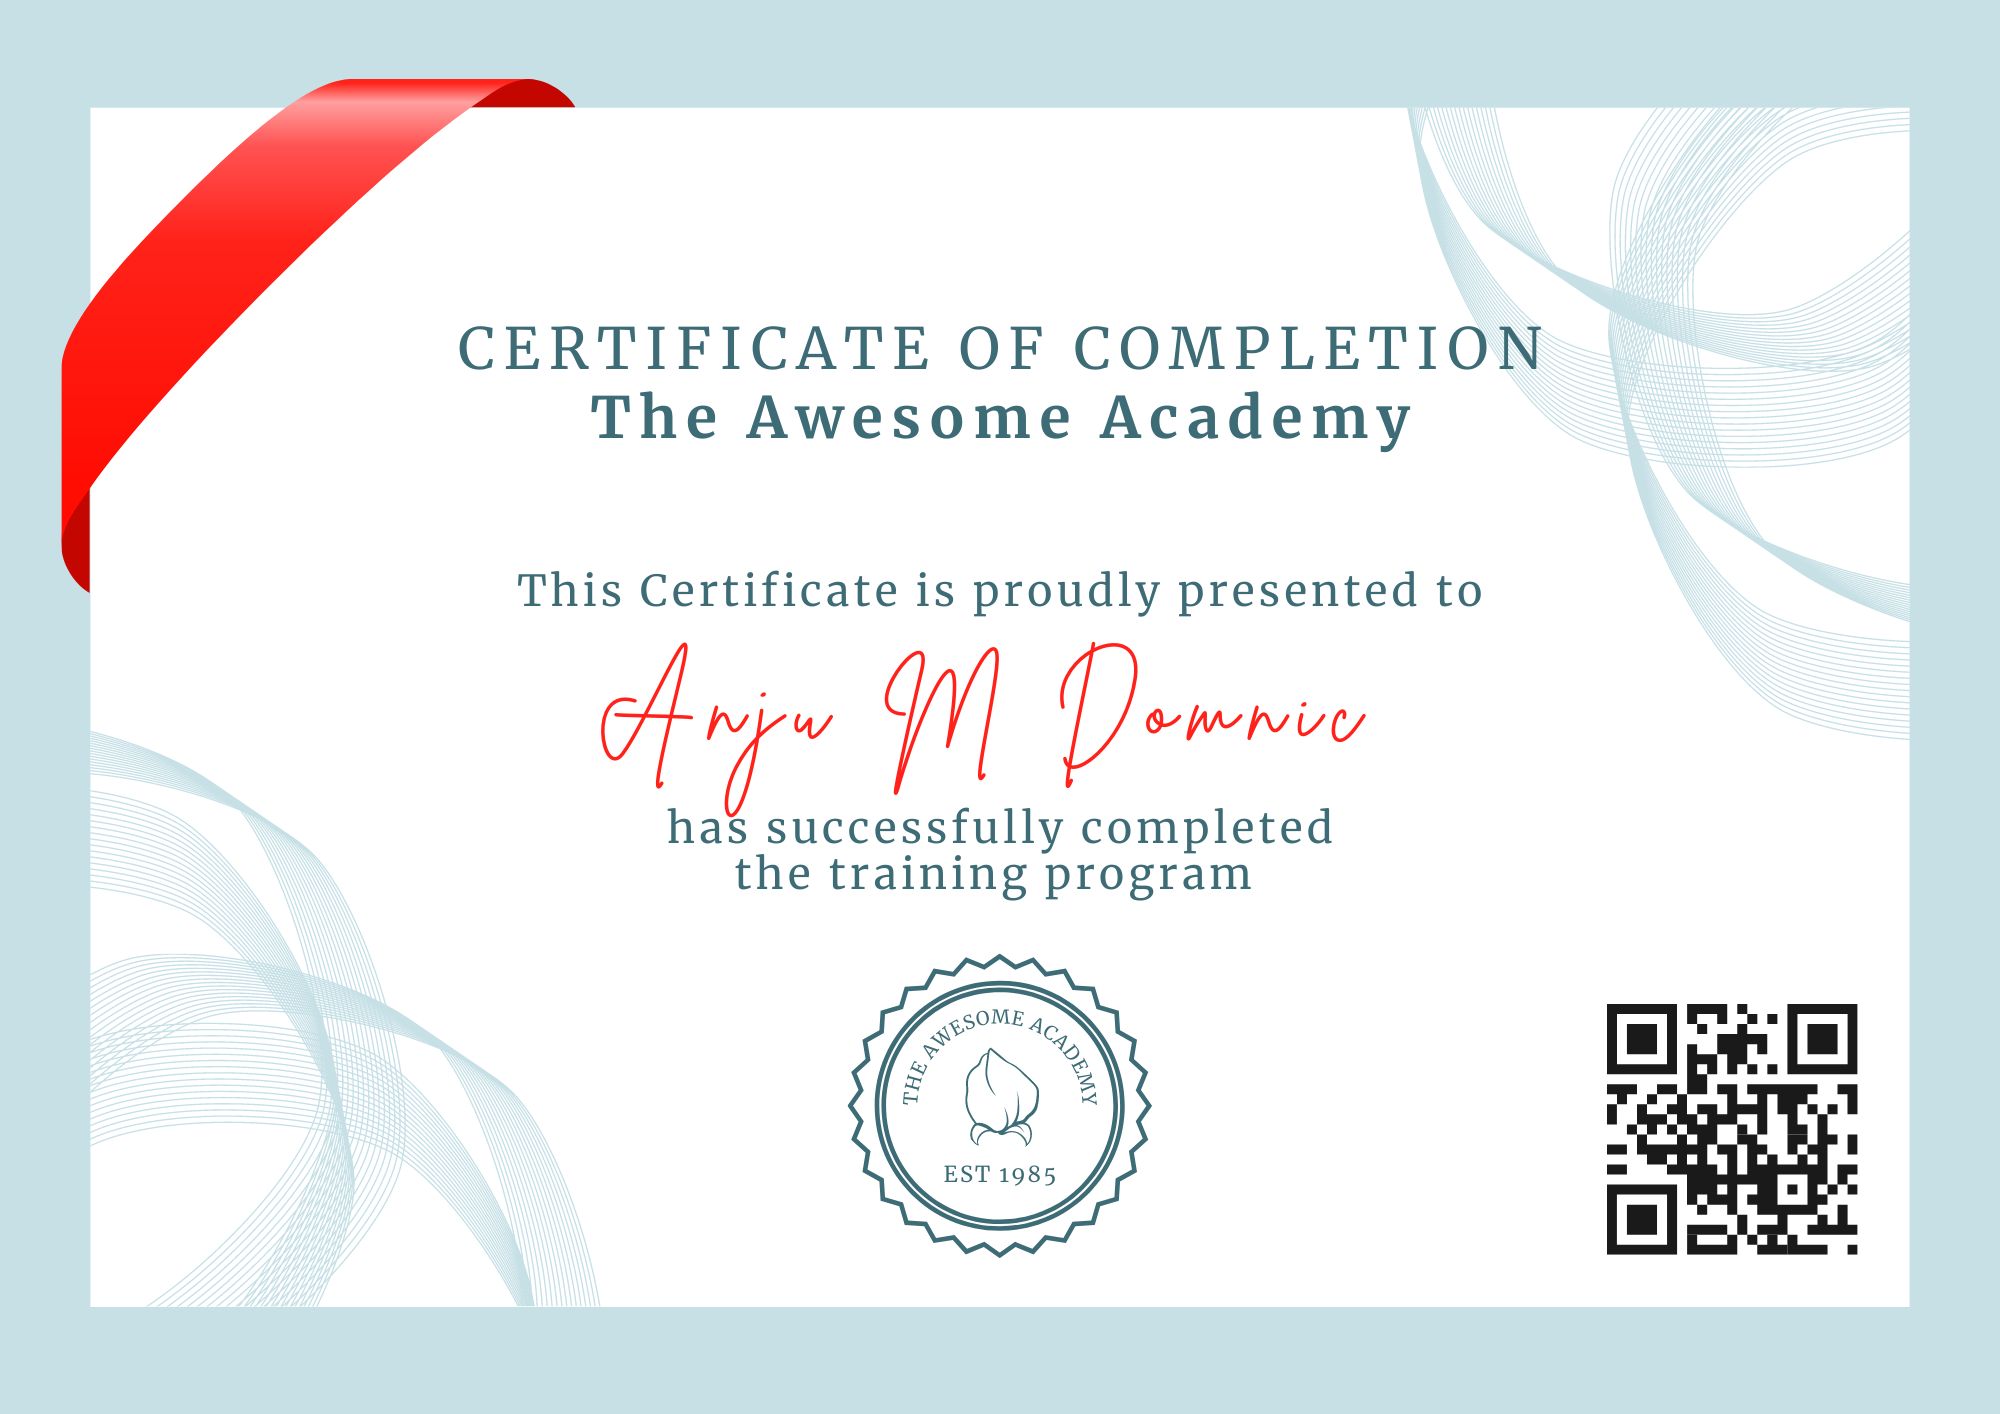 CERTIFICATE OF COMPLETION
The Awesome Academy
This Certificate is proudly presented to
Anju M Domnic
has successfully completed
the training program
THE AWESOME ACADEMY
EST 1985